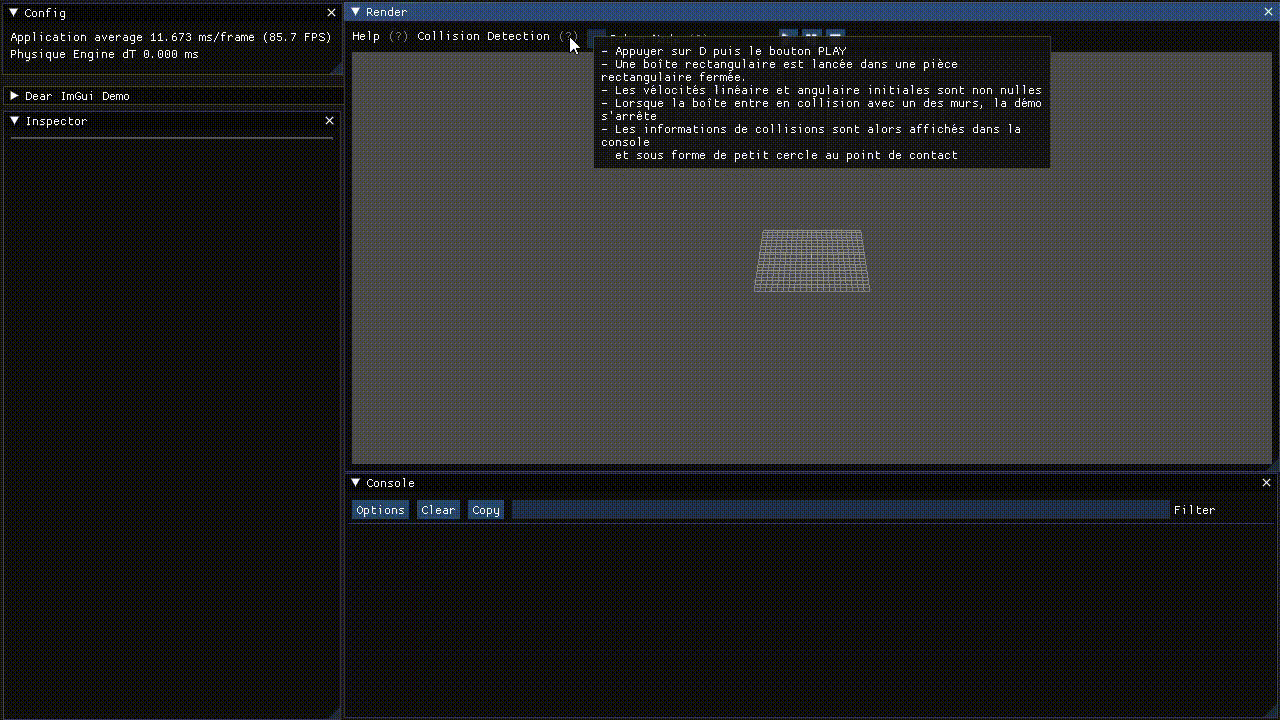 Config
Application average 11.673 ms/frame (85.7 FPS)
Physique Engine dT 0.000 ms
Dear ImGui Demo
Inspector
Render
Help (?) Collision Detection (?)
- Appuyer sur D puis le bouton PLAY
- Une boîte rectangulaire est lancée dans une pièce
rectangulaire fermée.
- Les vélocités linéaire et angulaire initiales sont non nulles
- Lorsque la boîte entre en collision avec un des murs, la démo
s'arrête
- Les informations de collisions sont alors affichés dans la
console
et sous forme de petit cercle au point de contact
Console
Options Clear Copy Filter